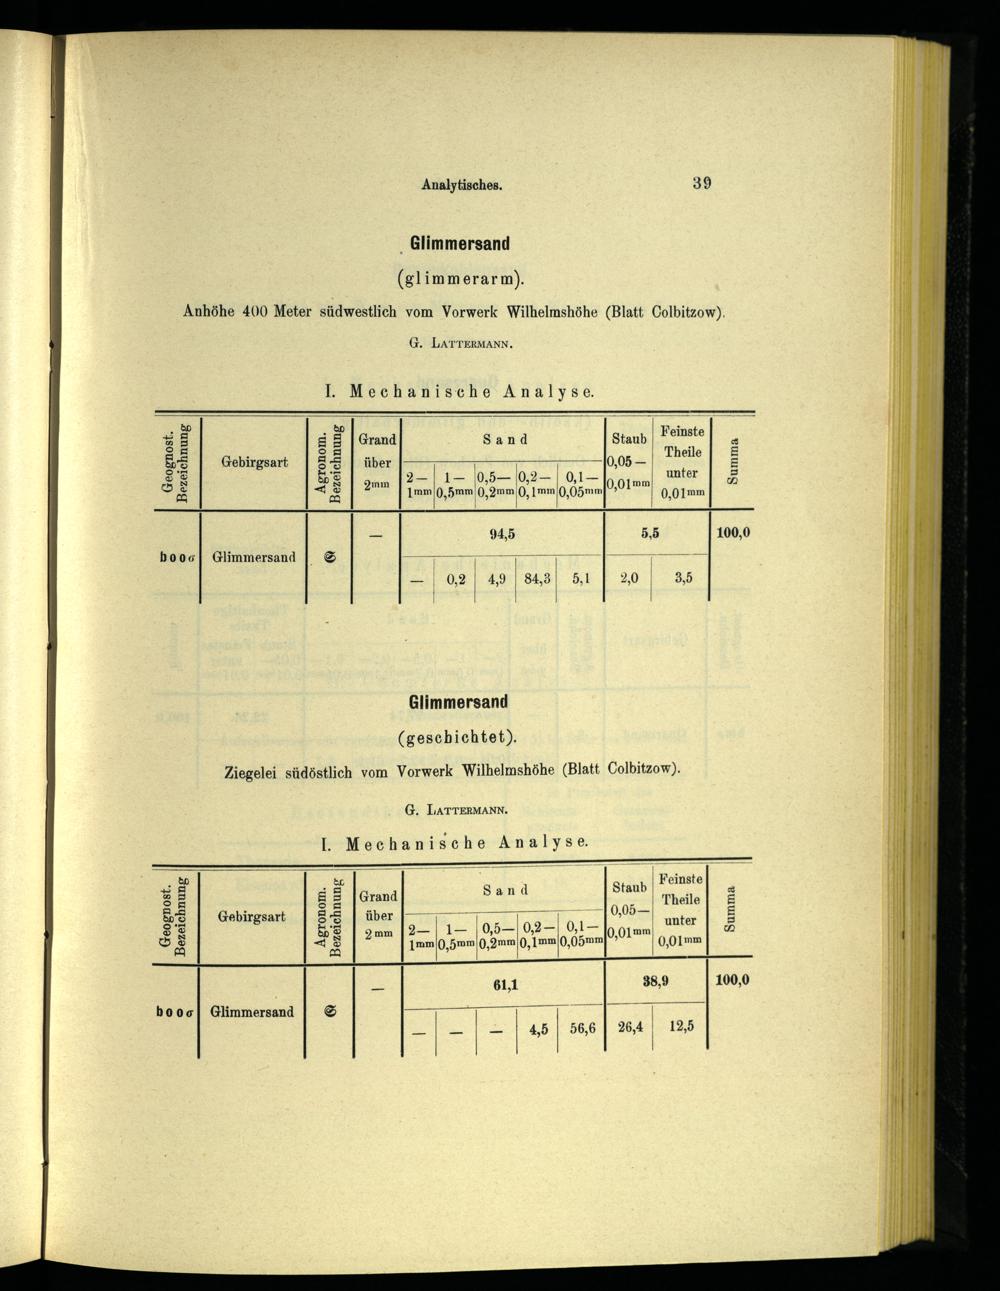 Analytisches. 39
Glimmersand
(glimmerarm).
Anhöhe 400 Meter südwestlich vom Vorwerk Wilhelmshöhe (Blatt Colbitzow).
G. LATTERMANN.
I. Mechanische Analyse.
Geognost. Bezeichnung Gebirgsart Agronom. Bezeichnung Grand über 2mm Sand Staub 0,05— 0,01mm Feinste Theile unter 0,01mm Summa
2— 1mm 1— 0,5mm 0,5— 0,2mm 0,2— 0,1mm 0,1— 0,05mm
— 94,5 5,5 100,0
booσ Glimmersand S
— 0,2 4,9 84,3 5,1 2,0 3,5
Glimmersand
(geschichtet).
Ziegelei südöstlich vom Vorwerk Wilhelmshöhe (Blatt Colbitzow).
G. LATTERMANN.
I. Mechanische Analyse.
Geognost. Bezeichnung Gebirgsart Agronom. Bezeichnung Grand über 2mm Sand Staub 0,05— 0,01mm Feinste Theile unter 0,01mm Summa
2— 1mm 1— 0,5mm 0,5— 0,2mm 0,2— 0,1mm 0,1— 0,05mm
— 61,1 38,9 100,0
booσ Glimmersand S
— — — 4,5 56,6 26,4 12,5